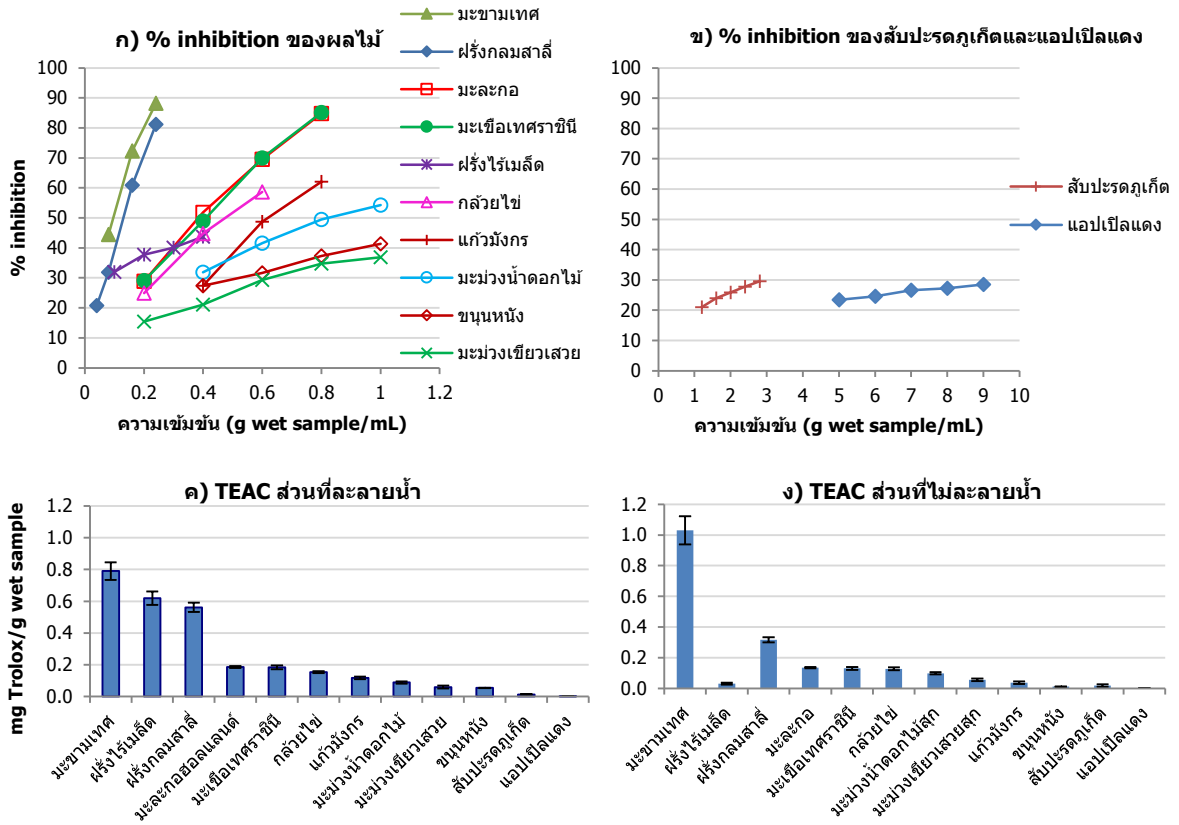 ก) % inhibition ของผลไม้
% inhibition
100
90
80
70
60
50
40
30
20
10
0
0 0.2 0.4 0.6 0.8 1 1.2
ความเข้มข้น (g wet sample/mL)
มะขามเทศ
ฝรั่งกลมสาลี่
มะละกอ
มะเขือเทศราชินี
ฝรั่งไร้เมล็ด
กล้วยไข่
แก้วมังกร
มะม่วงน้ำดอกไม้
ขนุนหนัง
มะม่วงเขียวเสวย
ข) % inhibition ของสับปะรดภูเก็ตและแอปเปิลแดง
100
90
80
70
60
50
40
30
20
10
0
0 1 2 3 4 5 6 7 8 9 10
ความเข้มข้น (g wet sample/mL)
สับปะรดภูเก็ต
แอปเปิลแดง
ค) TEAC ส่วนที่ละลายน้ำ
mg Trolox/g wet sample
1.2
1.0
0.8
0.6
0.4
0.2
0.0
มะขามเทศ
ฝรั่งไร้เมล็ด
ฝรั่งกลมสาลี่
มะละกอฮอลแลนด์
มะเขือเทศราชินี
กล้วยไข่
แก้วมังกร
มะม่วงน้ำดอกไม้
มะม่วงเขียวเสวย
ขนุนหนัง
สับปะรดภูเก็ต
แอปเปิลแดง
ง) TEAC ส่วนที่ไม่ละลายน้ำ
1.2
1.0
0.8
0.6
0.4
0.2
0.0
มะขามเทศ
ฝรั่งไร้เมล็ด
ฝรั่งกลมสาลี่
มะละกอ
มะเขือเทศราชินี
กล้วยไข่
มะม่วงน้ำดอกไม้สุก
มะม่วงเขียวเสวยสุก
แก้วมังกร
ขนุนหนัง
สับปะรดภูเก็ต
แอปเปิลแดง